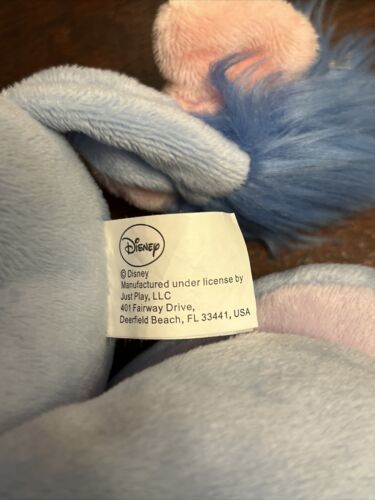 Disney
© Disney
Manufactured under license by
Just Play, LLC
401 Fairway Drive,
Deerfield Beach, FL 33441, USA